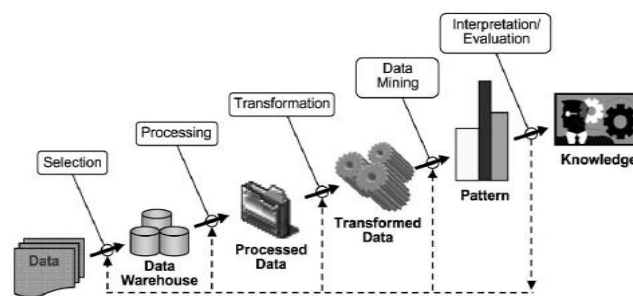 Interpretation/
Evaluation
Data
Mining
Transformation
Processing
Selection
Knowledge
Pattern
Transformed
Data
Processed
Data
Data
Warehouse
Data